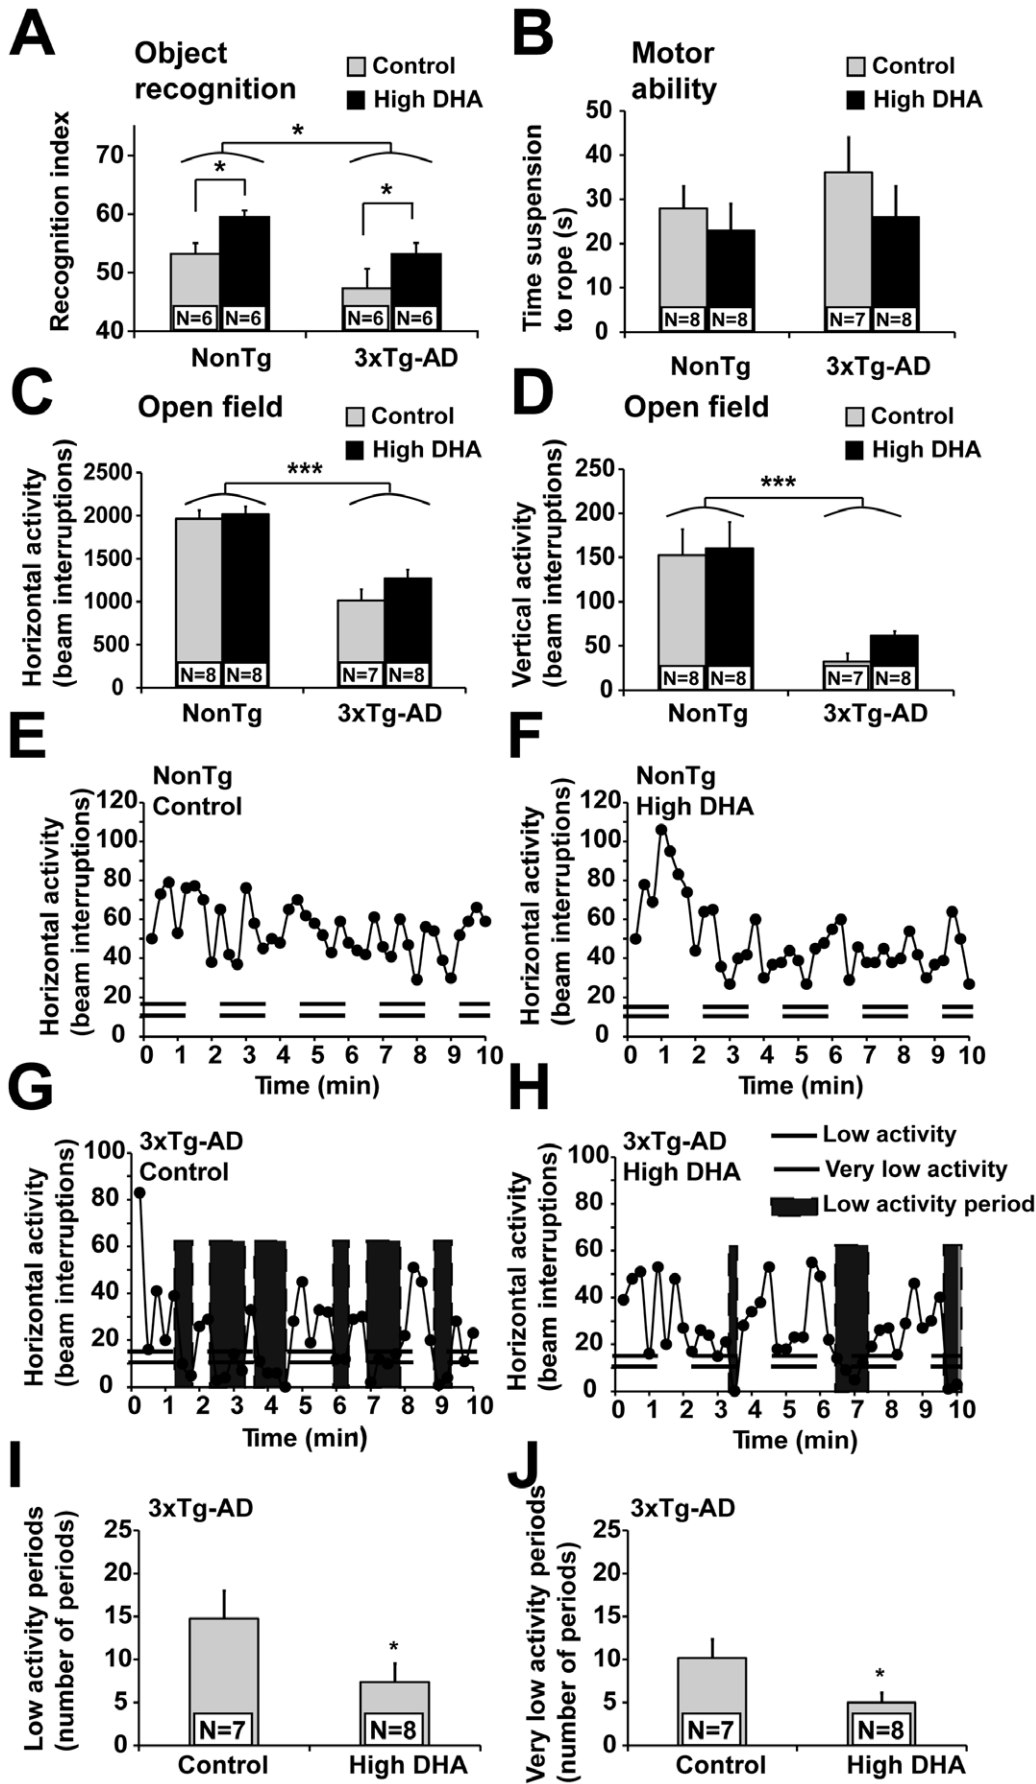 A
Object
recognition
Control
High DHA
Recognition index
70
60
50
40
*
*
*
N=6
N=6
N=6
N=6
NonTg
3xTg-AD
B
Motor
ability
Control
High DHA
Time suspension
to rope (s)
50
40
30
20
10
0
N=8
N=8
N=7
N=8
NonTg
3xTg-AD
C
Open field
Control
High DHA
Horizontal activity
(beam interruptions)
2500
2000
1500
1000
500
0
***
N=8
N=8
N=7
N=8
NonTg
3xTg-AD
D
Open field
Control
High DHA
Vertical activity
(beam interruptions)
250
200
150
100
50
0
***
N=8
N=8
N=7
N=8
NonTg
3xTg-AD
E
NonTg
Control
Horizontal activity
(beam interruptions)
120
100
80
60
40
20
0
0 1 2 3 4 5 6 7 8 9 10
Time (min)
F
NonTg
High DHA
Horizontal activity
(beam interruptions)
120
100
80
60
40
20
0
0 1 2 3 4 5 6 7 8 9 10
Time (min)
G
3xTg-AD
Control
Horizontal activity
(beam interruptions)
100
80
60
40
20
0
0 1 2 3 4 5 6 7 8 9 10
Time (min)
H
3xTg-AD
High DHA
Low activity
Very low activity
Low activity period
Horizontal activity
(beam interruptions)
100
80
60
40
20
0
0 1 2 3 4 5 6 7 8 9 10
Time (min)
I
3xTg-AD
Low activity periods
(number of periods)
25
20
15
10
5
0
*
N=7
N=8
Control
High DHA
J
3xTg-AD
Very low activity periods
(number of periods)
25
20
15
10
5
0
*
N=7
N=8
Control
High DHA